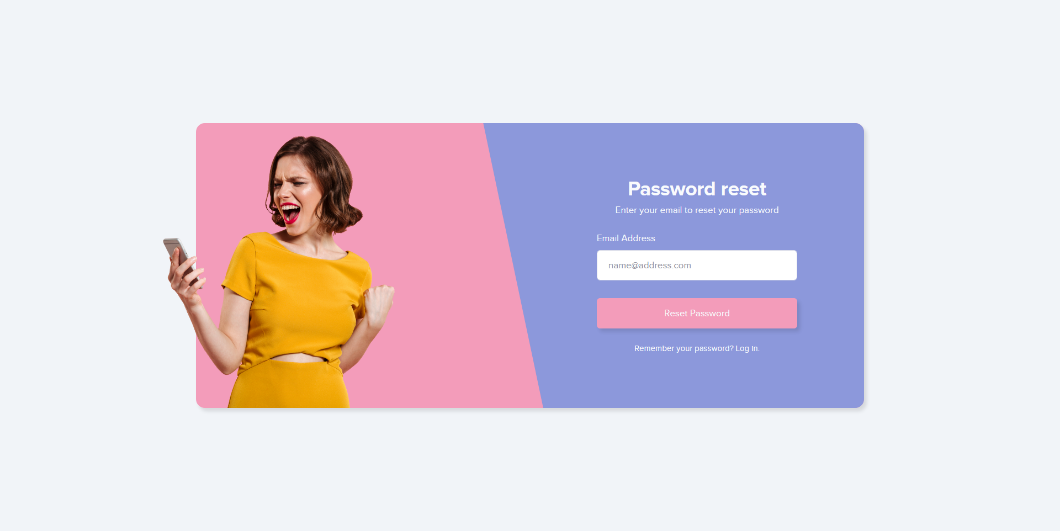 Password reset
Enter your email to reset your password
Email Address
name@address.com
Reset Password
Remember your password? Log In.